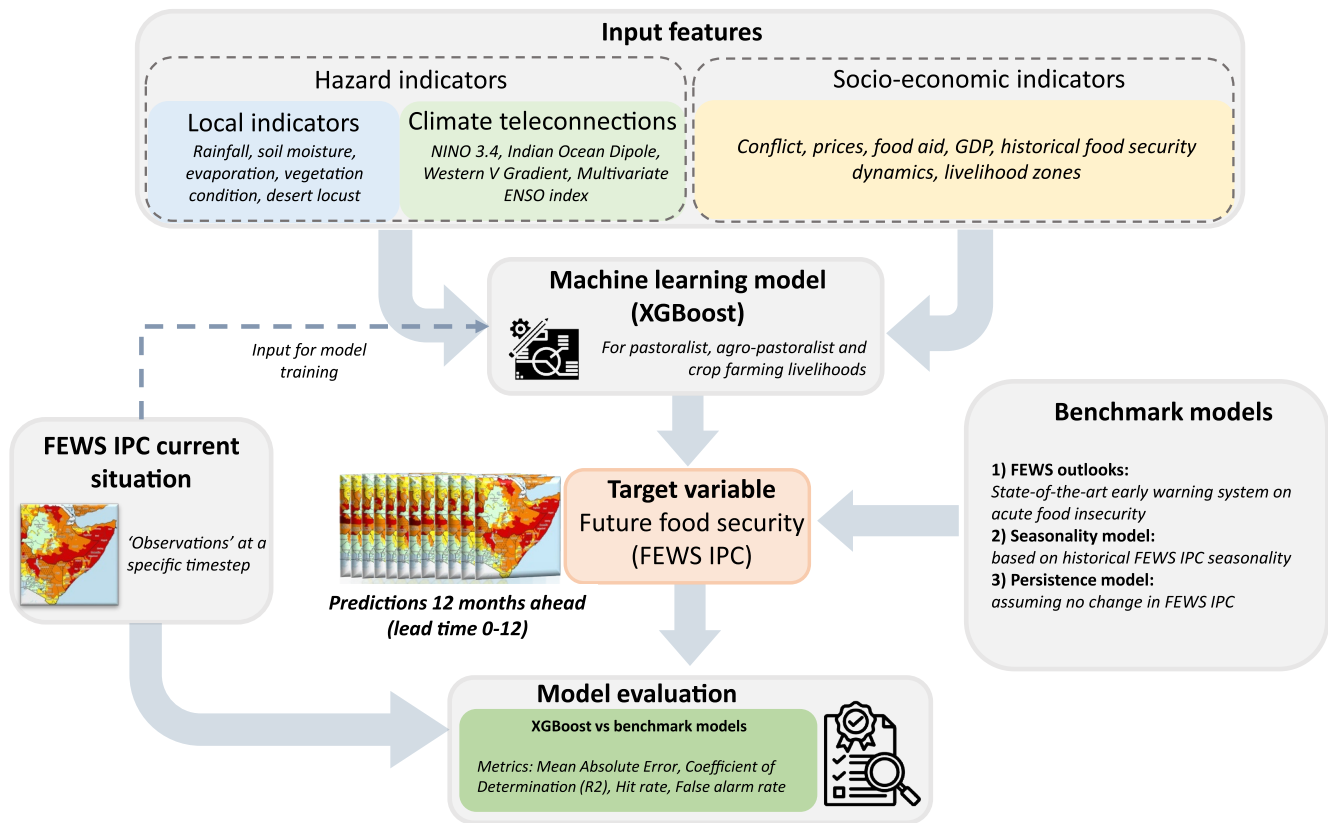 Input features
Hazard indicators
Local indicators
Rainfall, soil moisture,
evaporation, vegetation
condition, desert locust
Climate teleconnections
NINO 3.4, Indian Ocean Dipole,
Western V Gradient, Multivariate
ENSO index
Socio-economic indicators
Conflict, prices, food aid, GDP, historical food security
dynamics, livelihood zones
Machine learning model
(XGBoost)
For pastoralist, agro-pastoralist and
crop farming livelihoods
Input for model
training
FEWS IPC current
situation
‘Observations’ at a
specific timestep
Predictions 12 months ahead
(lead time 0-12)
Target variable
Future food security
(FEWS IPC)
Benchmark models
1) FEWS outlooks:
State-of-the-art early warning system on
acute food insecurity
2) Seasonality model:
based on historical FEWS IPC seasonality
3) Persistence model:
assuming no change in FEWS IPC
Model evaluation
XGBoost vs benchmark models
Metrics: Mean Absolute Error, Coefficient of
Determination (R2), Hit rate, False alarm rate